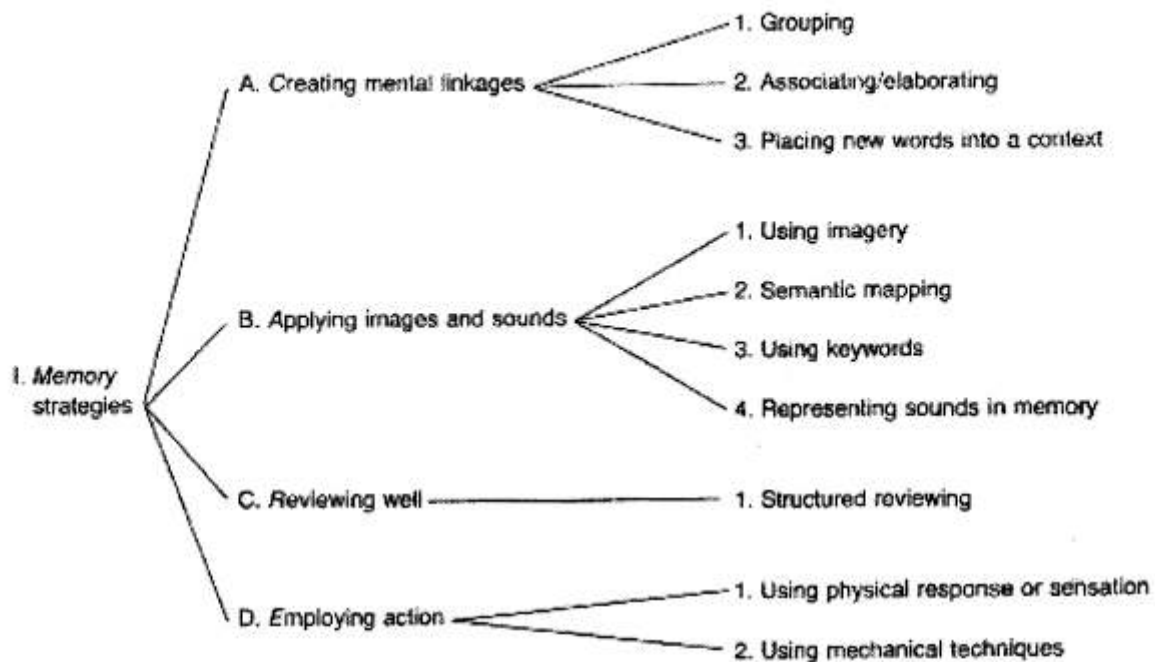 I. Memory
strategies
A. Creating mental linkages
1. Grouping
2. Associating/elaborating
3. Placing new words into a context
B. Applying images and sounds
1. Using imagery
2. Semantic mapping
3. Using keywords
4. Representing sounds in memory
C. Reviewing well
1. Structured reviewing
D. Employing action
1. Using physical response or sensation
2. Using mechanical techniques